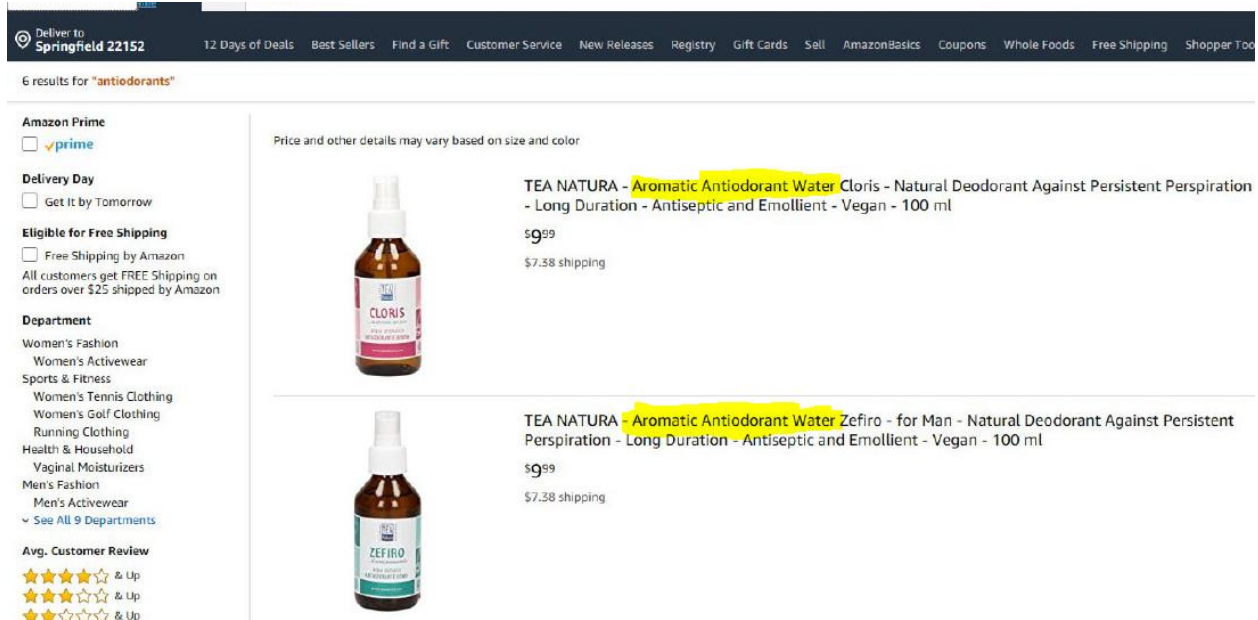 Deliver to
Springfield 22152
12 Days of Deals Best Sellers Find a Gift Customer Service New Releases Registry Gift Cards Sell AmazonBasics Coupons Whole Foods Free Shipping Shopper Too
6 results for "antiodorants"
Amazon Prime
prime
Delivery Day
Get It by Tomorrow
Eligible for Free Shipping
Free Shipping by Amazon
All customers get FREE Shipping on
orders over $25 shipped by Amazon
Department
Women's Fashion
Women's Activewear
Sports & Fitness
Women's Tennis Clothing
Women's Golf Clothing
Running Clothing
Health & Household
Vaginal Moisturizers
Men's Fashion
Men's Activewear
See All 9 Departments
Avg. Customer Review
& Up
& Up
& Up
Price and other details may vary based on size and color
CLORIS
TEA NATURA - Aromatic Antiodorant Water Cloris - Natural Deodorant Against Persistent Perspiration
- Long Duration - Antiseptic and Emollient - Vegan - 100 ml
$999
$7.38 shipping
ZEFIRO
TEA NATURA - Aromatic Antiodorant Water Zefiro - for Man - Natural Deodorant Against Persistent
Perspiration - Long Duration - Antiseptic and Emollient - Vegan - 100 ml
$999
$7.38 shipping